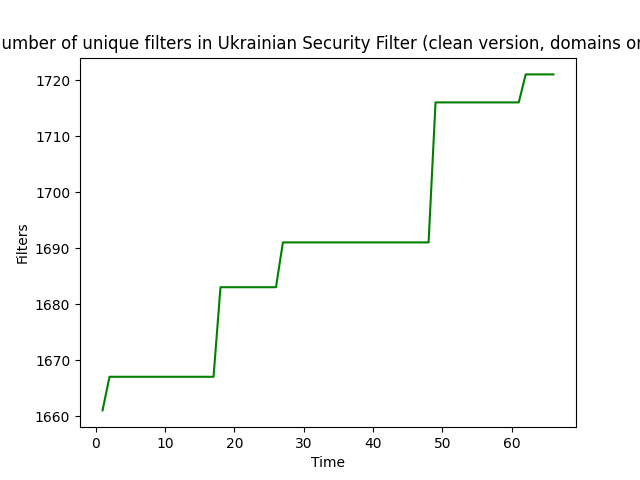 umber of unique filters in Ukrainian Security Filter (clean version, domains or
1720
1710
1700
1690
1680
1670
1660
Filters
0 10 20 30 40 50 60
Time